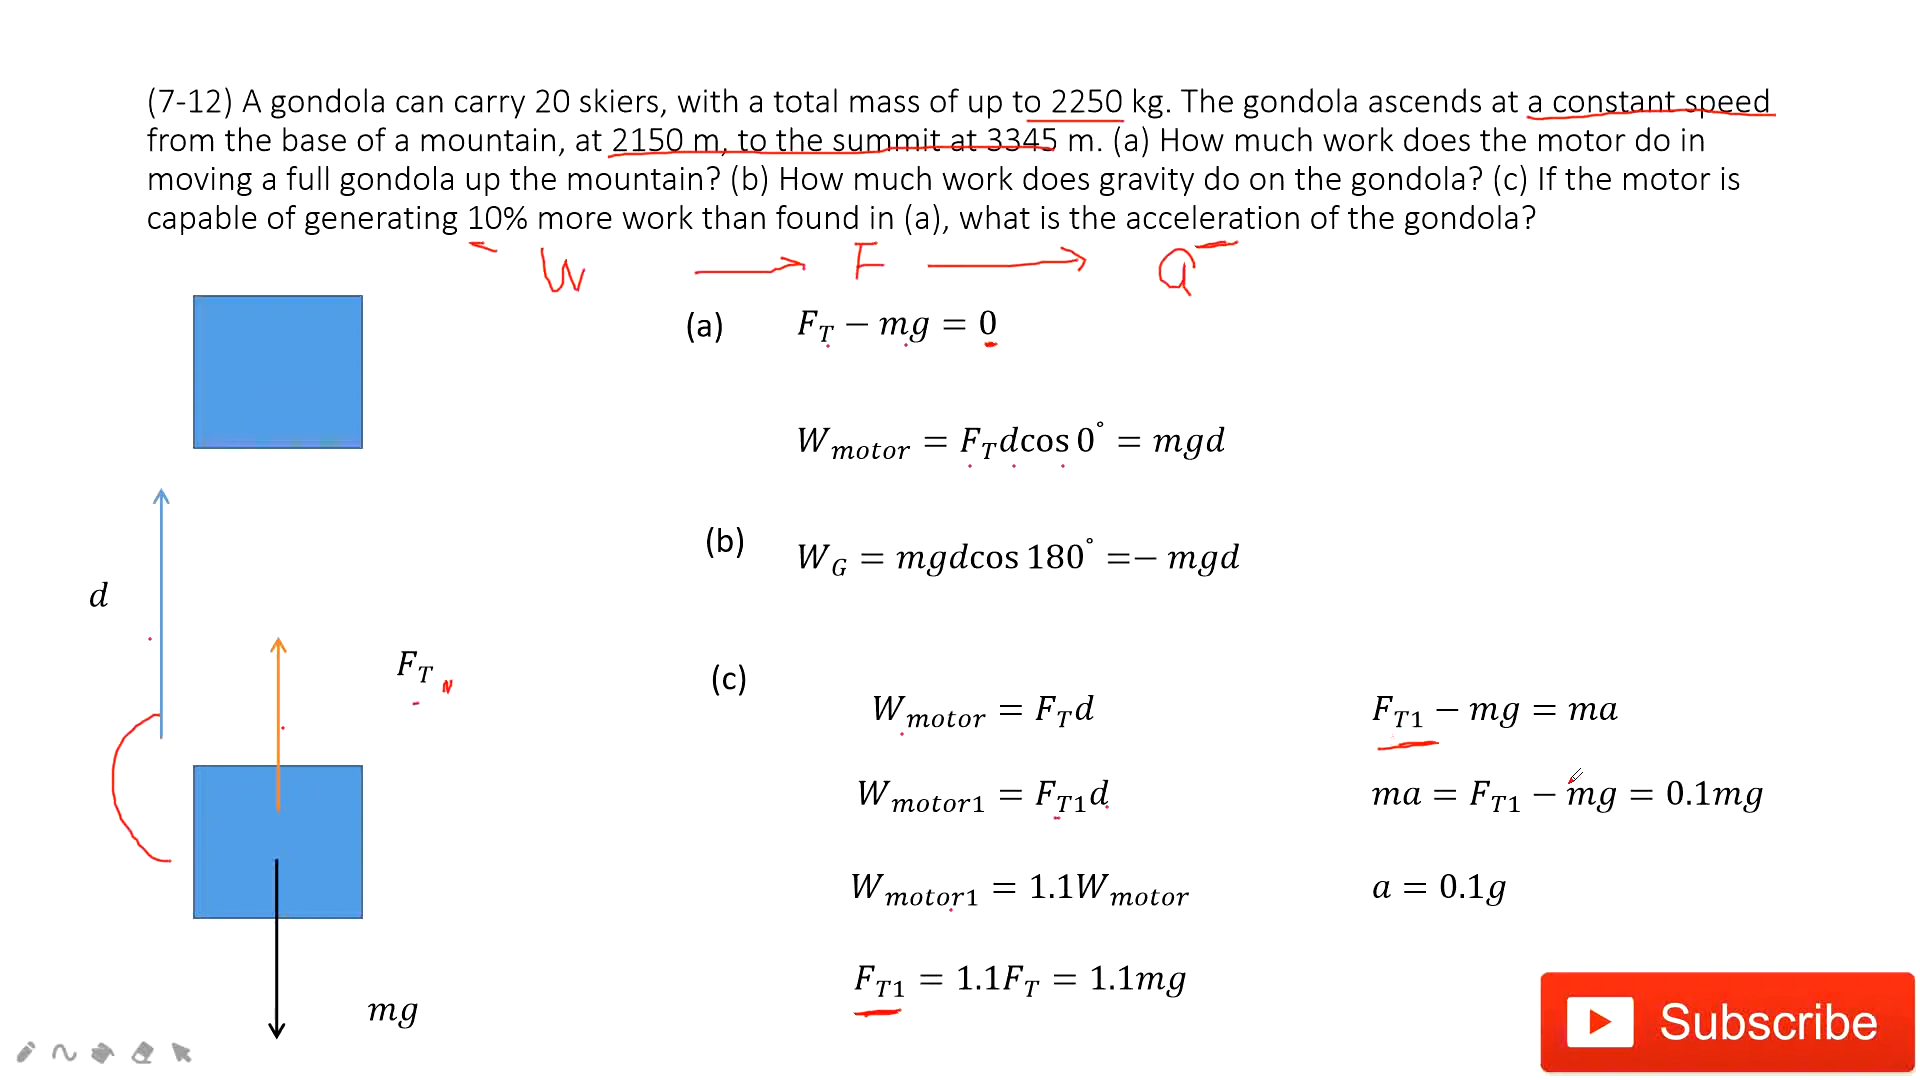 (7-12) A gondola can carry 20 skiers, with a total mass of up to 2250 kg. The gondola ascends at a constant speed
from the base of a mountain, at 2150 m, to the summit at 3345 m. (a) How much work does the motor do in
moving a full gondola up the mountain? (b) How much work does gravity do on the gondola? (c) If the motor is
capable of generating 10% more work than found in (a), what is the acceleration of the gondola?
W → F → a
(a) F_T − mg = 0
W_motor = F_T dcos 0° = mgd
(b) W_G = mgdcos 180° =− mgd
d
F_T
mg
(c)
W_motor = F_T d
W_motor1 = F_T1 d
W_motor1 = 1.1W_motor
F_T1 = 1.1F_T = 1.1mg
F_T1 − mg = ma
ma = F_T1 − mg = 0.1mg
a = 0.1g
Subscribe